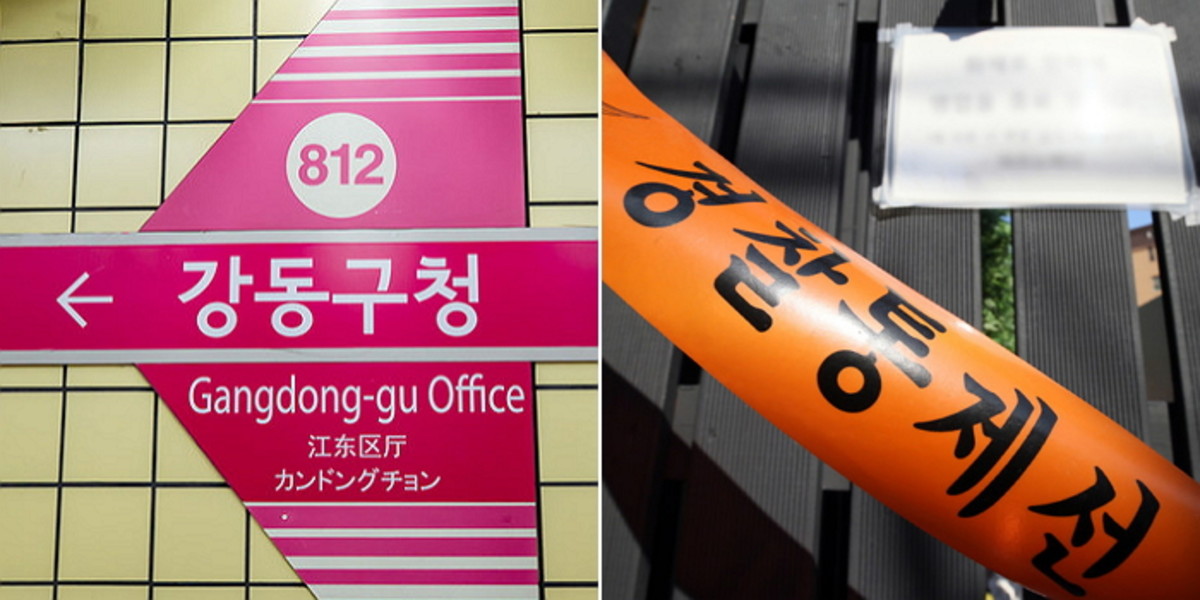 812
← 강동구청
Gangdong-gu Office
江东区厅
カンドングチョン
경찰통제선